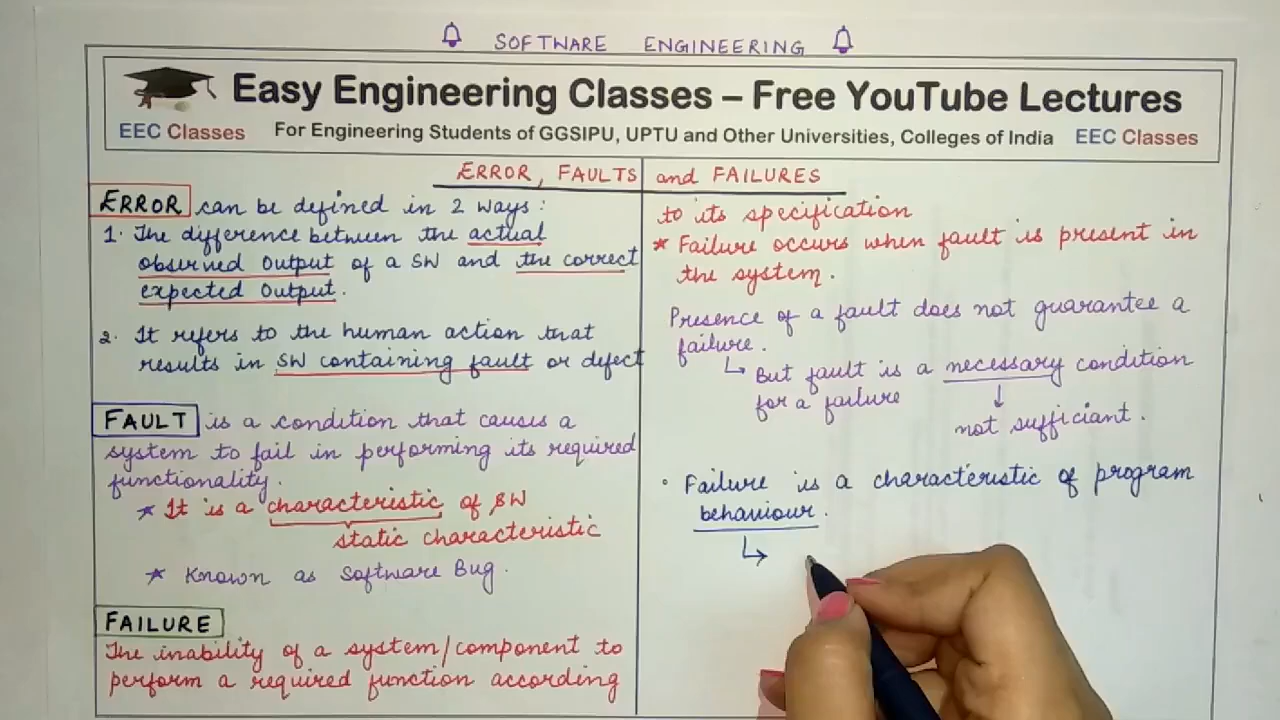 SOFTWARE ENGINEERING
Easy Engineering Classes – Free YouTube Lectures
EEC Classes For Engineering Students of GGSIPU, UPTU and Other Universities, Colleges of India EEC Classes
ERROR, FAULTS and FAILURES
ERROR can be defined in 2 ways:
1. The difference between the actual
observed output of a SW and the correct
expected output.
2. It refers to the human action that
results in SW containing fault or defect
FAULT is a condition that causes a
system to fail in performing its required
functionality.
* It is a characteristic of SW
static characteristic
* Known as Software Bug.
FAILURE
The inability of a system/component to
perform a required function according
to its specification
* Failure occurs when fault is present in
the system.
Presence of a fault does not guarantee a
failure.
↳ But fault is a necessary condition
for a failure ↓
not sufficiant.
• Failure is a characteristic of program
behaviour.
↳